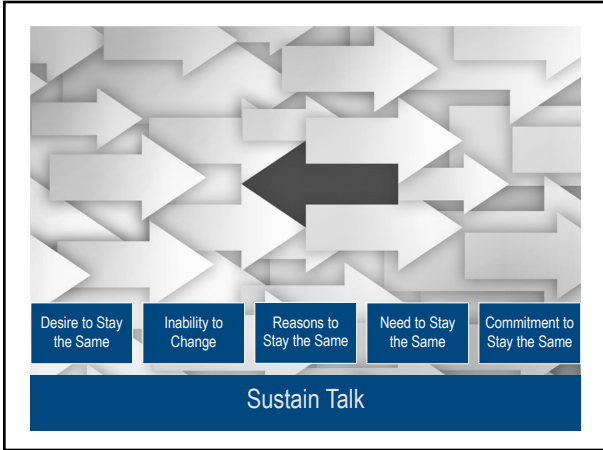 Desire to Stay
the Same
Inability to
Change
Reasons to
Stay the Same
Need to Stay
the Same
Commitment to
Stay the Same
Sustain Talk